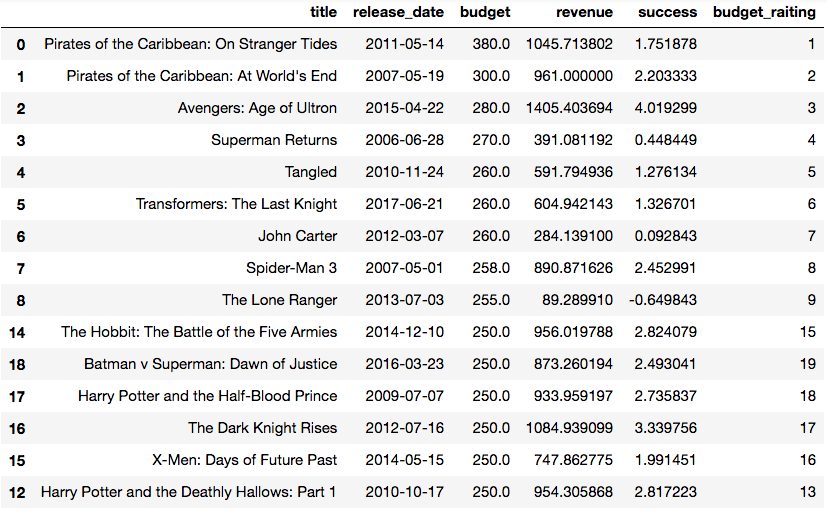 title release_date budget revenue success budget_raiting
0 Pirates of the Caribbean: On Stranger Tides 2011-05-14 380.0 1045.713802 1.751878 1
1 Pirates of the Caribbean: At World's End 2007-05-19 300.0 961.000000 2.203333 2
2 Avengers: Age of Ultron 2015-04-22 280.0 1405.403694 4.019299 3
3 Superman Returns 2006-06-28 270.0 391.081192 0.448449 4
4 Tangled 2010-11-24 260.0 591.794936 1.276134 5
5 Transformers: The Last Knight 2017-06-21 260.0 604.942143 1.326701 6
6 John Carter 2012-03-07 260.0 284.139100 0.092843 7
7 Spider-Man 3 2007-05-01 258.0 890.871626 2.452991 8
8 The Lone Ranger 2013-07-03 255.0 89.289910 -0.649843 9
14 The Hobbit: The Battle of the Five Armies 2014-12-10 250.0 956.019788 2.824079 15
18 Batman v Superman: Dawn of Justice 2016-03-23 250.0 873.260194 2.493041 19
17 Harry Potter and the Half-Blood Prince 2009-07-07 250.0 933.959197 2.735837 18
16 The Dark Knight Rises 2012-07-16 250.0 1084.939099 3.339756 17
15 X-Men: Days of Future Past 2014-05-15 250.0 747.862775 1.991451 16
12 Harry Potter and the Deathly Hallows: Part 1 2010-10-17 250.0 954.305868 2.817223 13